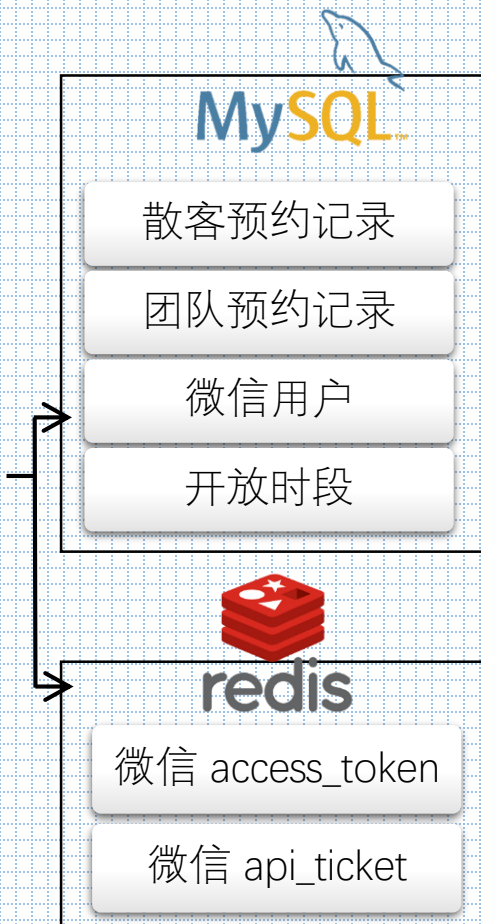 MySQL™
散客预约记录
团队预约记录
微信用户
开放时段
redis
微信 access_token
微信 api_ticket